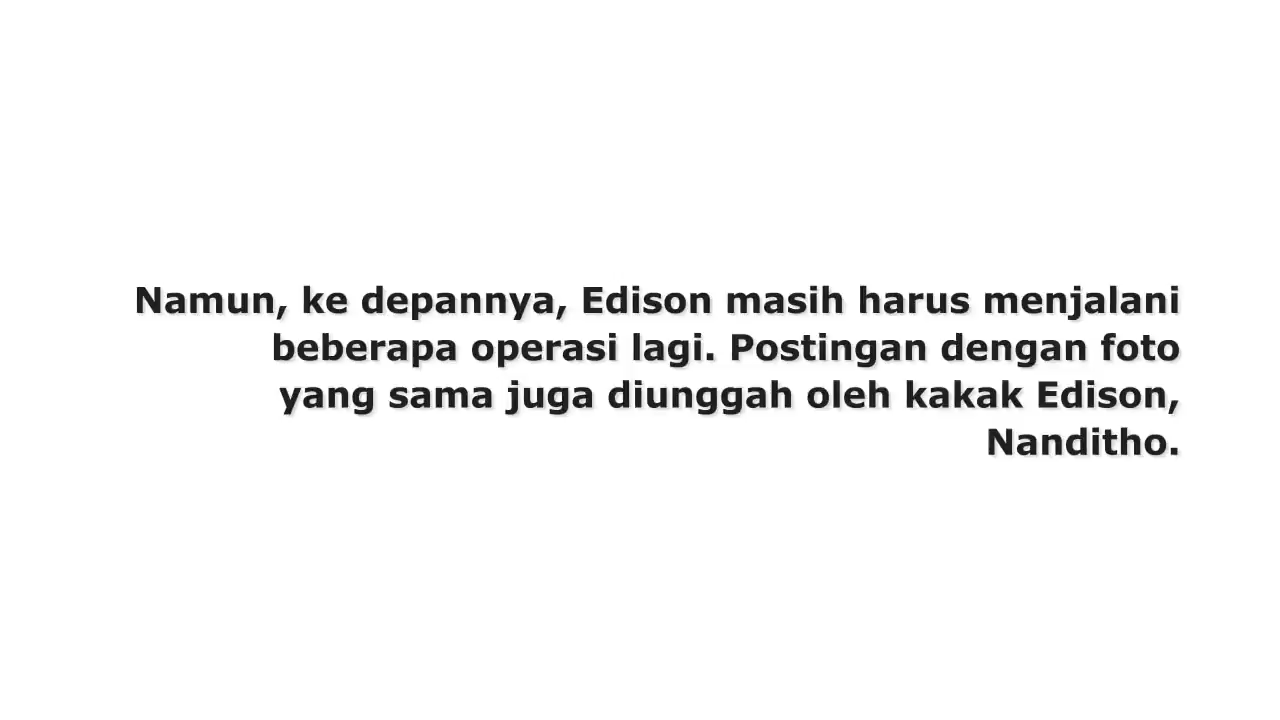 Namun, ke depannya, Edison masih harus menjalani
beberapa operasi lagi. Postingan dengan foto
yang sama juga diunggah oleh kakak Edison,
Nanditho.